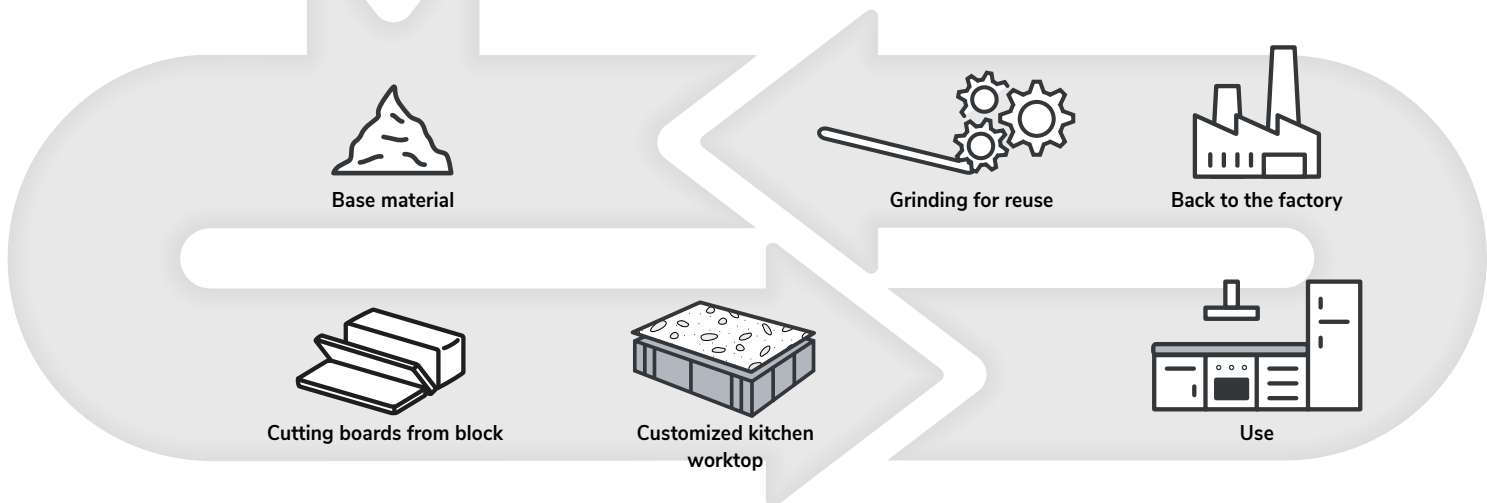 Base material
Grinding for reuse
Back to the factory
Cutting boards from block
Customized kitchen
worktop
Use